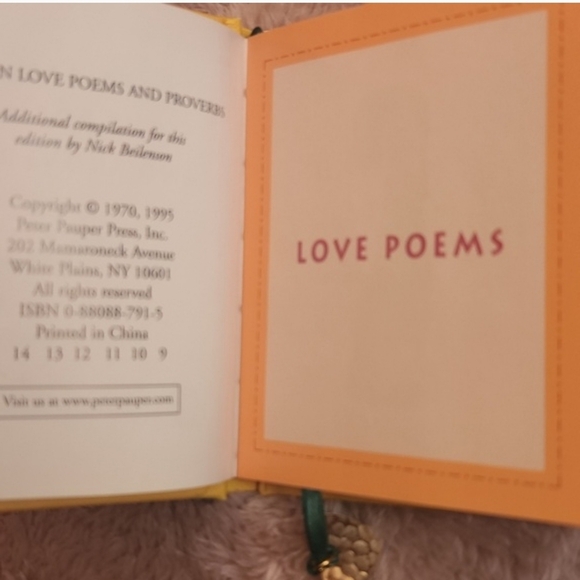 N LOVE POEMS AND PROVERBS
Additional compilation for this
edition by Nick Beilenson
Copyright © 1970, 1995
Peter Pauper Press, Inc.
202 Mamaroneck Avenue
White Plains, NY 10601
All rights reserved
ISBN 0-88088-791-5
Printed in China
14 13 12 11 10 9
Visit us at www.peterpauper.com
LOVE POEMS